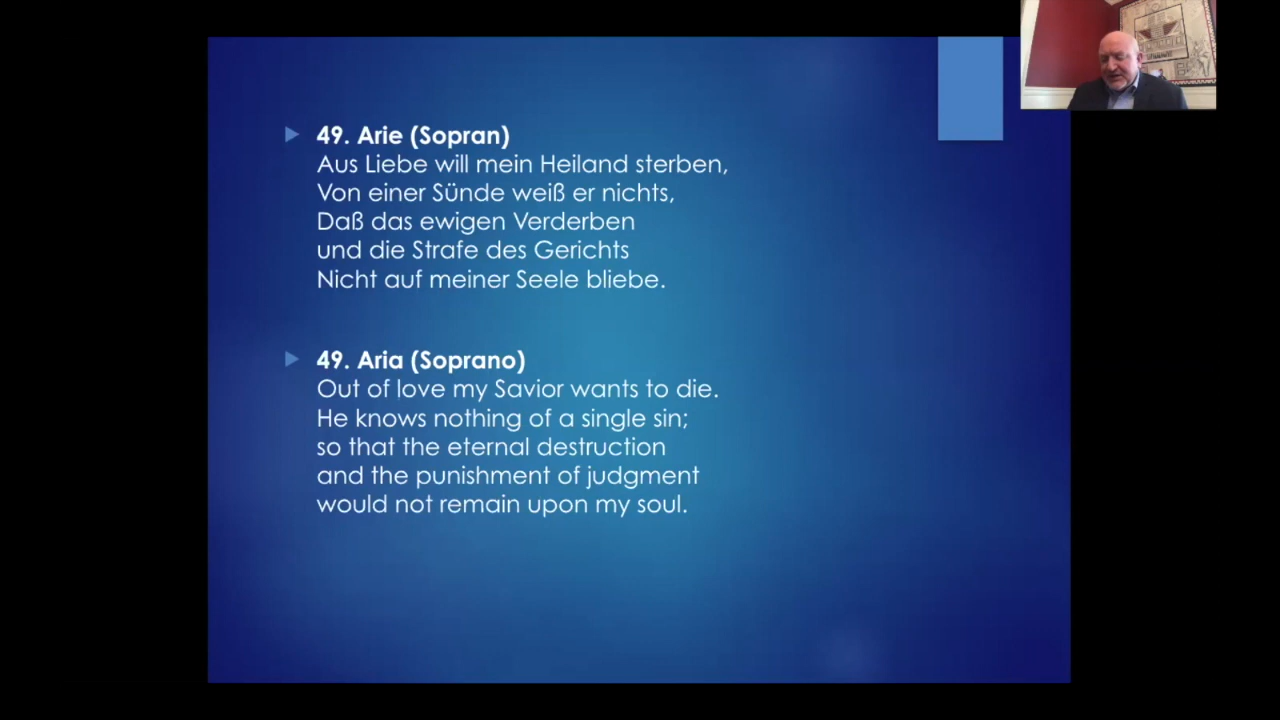 49. Arie (Sopran)
Aus Liebe will mein Heiland sterben,
Von einer Sünde weiß er nichts,
Daß das ewigen Verderben
und die Strafe des Gerichts
Nicht auf meiner Seele bliebe.
49. Aria (Soprano)
Out of love my Savior wants to die.
He knows nothing of a single sin;
so that the eternal destruction
and the punishment of judgment
would not remain upon my soul.